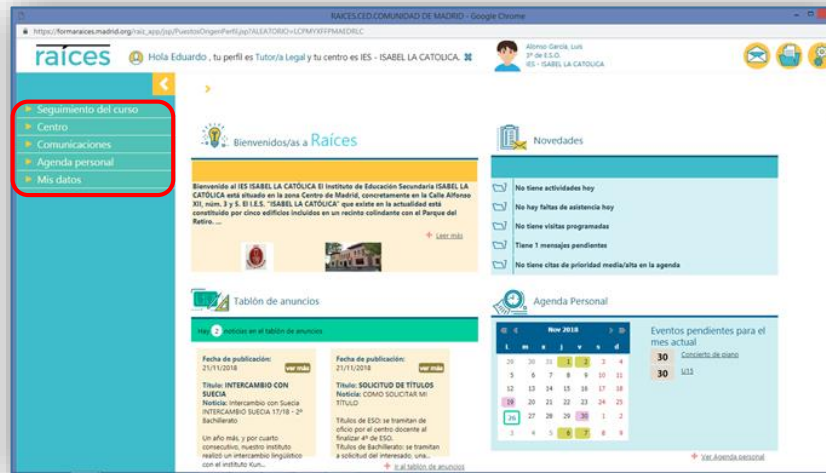 RAICES.CED.COMUNIDAD DE MADRID - Google Chrome
https://formaraices.madrid.org/raiz_app/jsp/PuestosOrigenPerfil.jsp?ALEATORIO=LCPMYXFFPMAEDRLC
raíces
Hola Eduardo , tu perfil es Tutor/a Legal y tu centro es IES - ISABEL LA CATOLICA.
Alonso García, Luis
3º de E.S.O.
IES - ISABEL LA CATOLICA
Seguimiento del curso
Centro
Comunicaciones
Agenda personal
Mis datos
Bienvenidos/as a Raíces
Bienvenido al IES ISABEL LA CATÓLICA El Instituto de Educación Secundaria ISABEL LA
CATÓLICA está situado en la zona Centro de Madrid, concretamente en la Calle Alfonso
XII, núm. 3 y 5. El I.E.S. "ISABEL LA CATÓLICA" que existe en la actualidad está
constituido por cinco edificios incluidos en un recinto colindante con el Parque del
Retiro. ...
+ Leer más
Novedades
No tiene actividades hoy
No hay faltas de asistencia hoy
No tiene visitas programadas
Tiene 1 mensajes pendientes
No tiene citas de prioridad media/alta en la agenda
Tablón de anuncios
Hay 2 noticias en el tablón de anuncios
Fecha de publicación:
21/11/2018
ver más
Título: INTERCAMBIO CON
SUECIA
Noticia: Intercambio con Suecia
INTERCAMBIO SUECIA 17/18 - 2º
Bachillerato
Un año más, y por cuarto
consecutivo, nuestro instituto
realizó un intercambio lingüístico
con el instituto Kun...
Fecha de publicación:
21/11/2018
ver más
Título: SOLICITUD DE TÍTULOS
Noticia: COMO SOLICITAR MI
TÍTULO
Títulos de ESO: se tramitan de
oficio por el centro docente al
finalizar 4º de ESO.
Títulos de Bachillerato: se tramitan
a solicitud del interesado, una...
+ Ir al tablón de anuncios
Agenda Personal
Nov 2018
L m x j v s d
29 30 31 1 2 3 4
5 6 7 8 9 10 11
12 13 14 15 16 17 18
19 20 21 22 23 24 25
26 27 28 29 30 1 2
3 4 5 6 7 8 9
Eventos pendientes para el
mes actual
30 Concierto de piano
30
+ Ver Agenda personal